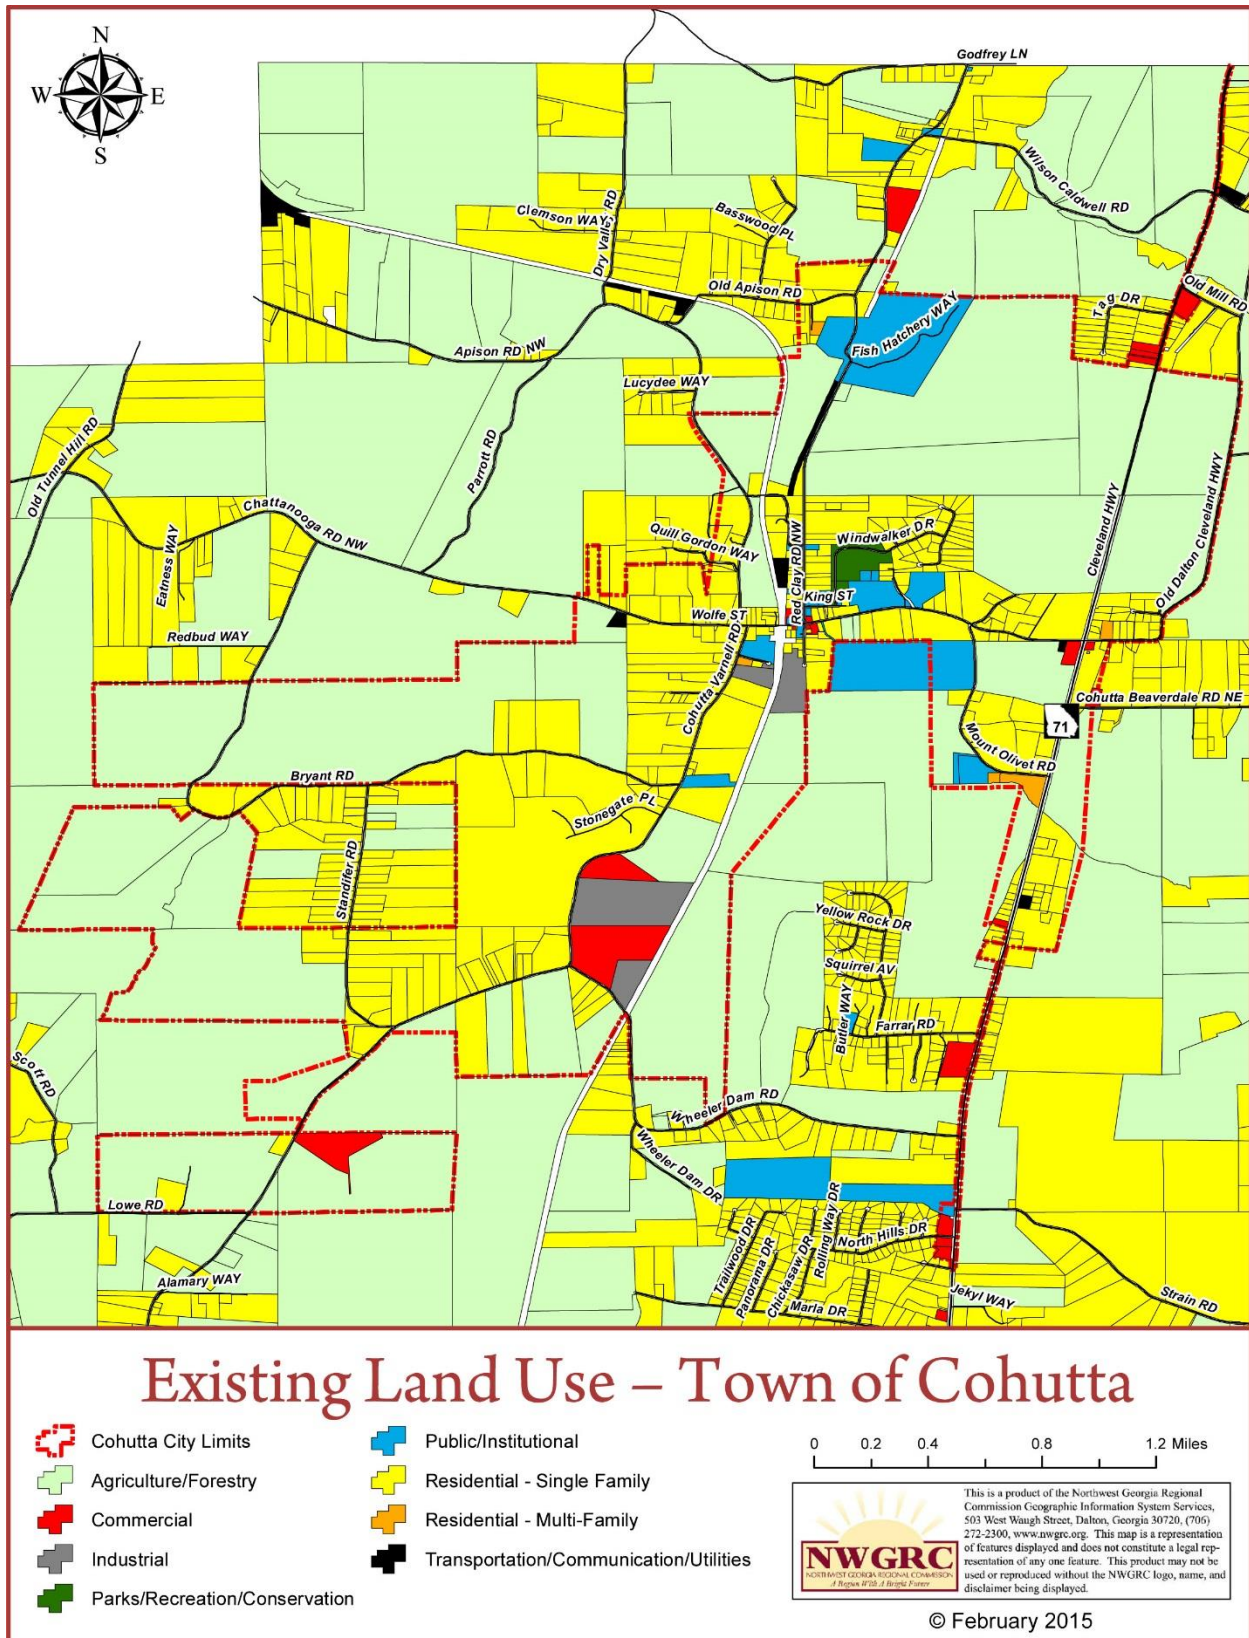 N
W E
S
Godfrey LN
Wilson Caldwell RD
Clemson WAY
Dry Valley RD
Basswood PL
Old Apison RD
Old Mill RD
Tag DR
Fish Hatchery WAY
Apison RD NW
Lucydee WAY
Parrott RD
Old Tunnel Hill RD
Chattanooga RD NW
Eatness WAY
Quill Gordon WAY
Windwalker DR
Red Clay RD NW
Cleveland HWY
Old Dalton Cleveland HWY
King ST
Wolfe ST
Redbud WAY
Cohutta Varnell RD
Cohutta Beaverdale RD NE
71
Mount Olivet RD
Bryant RD
Stonegate PL
Standifer RD
Yellow Rock DR
Squirrel AV
Butler WAY
Farrar RD
Scott RD
Wheeler Dam RD
Wheeler Dam DR
Lowe RD
Trailwood DR
Panorama DR
Chickasaw DR
Rolling Way DR
North Hills DR
Alamary WAY
Marla DR
Jekyl WAY
Strain RD
Existing Land Use – Town of Cohutta
Cohutta City Limits
Agriculture/Forestry
Commercial
Industrial
Parks/Recreation/Conservation
Public/Institutional
Residential - Single Family
Residential - Multi-Family
Transportation/Communication/Utilities
0 0.2 0.4 0.8 1.2 Miles
NWGRC
NORTHWEST GEORGIA REGIONAL COMMISSION
A Region With A Bright Future
This is a product of the Northwest Georgia Regional
Commission Geographic Information System Services,
503 West Waugh Street, Dalton, Georgia 30720, (706)
272-2300, www.nwgrc.org. This map is a representation
of features displayed and does not constitute a legal rep-
resentation of any one feature. This product may not be
used or reproduced without the NWGRC logo, name, and
disclaimer being displayed.
© February 2015